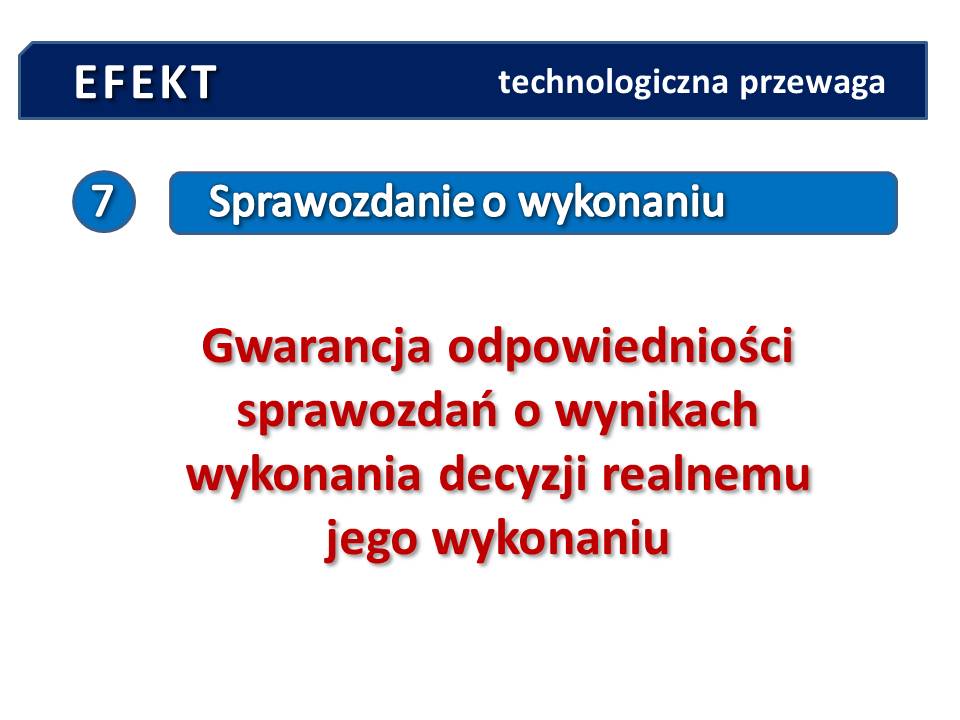 EFEKT technologiczna przewaga
7 Sprawozdanie o wykonaniu
Gwarancja odpowiedniości
sprawozdań o wynikach
wykonania decyzji realnemu
jego wykonaniu